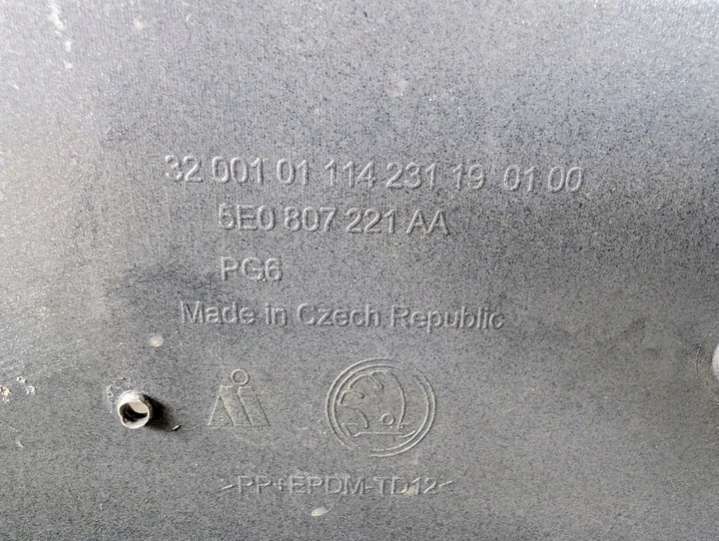 32 001 01 114 231 19 01 00
5E0 807 221 AA
PG6
Made in Czech Republic
>PP+EPDM-TD12<